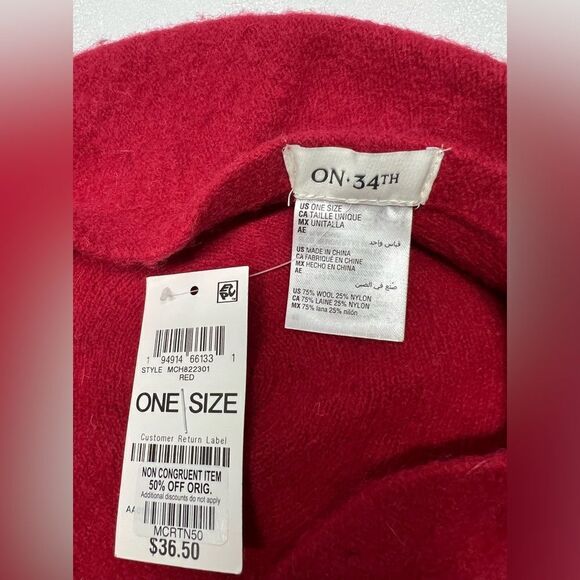 ON · 34TH
US ONE SIZE
CA TAILLE UNIQUE
MX UNITALLA
AE
قياس واحد
US MADE IN CHINA
CA FABRIQUÉ EN CHINE
MX HECHO EN CHINA
AE
صنع في الصين
US 75% WOOL 25% NYLON
CA 75% LAINE 25% NYLON
MX 75% lana 25% nilón
1 94914 66133 1
STYLE MCH822301
RED
ONE SIZE
Customer Return Label
NON CONGRUENT ITEM
50% OFF ORIG.
Additional discounts do not apply
AA
MCRTN50
$36.50